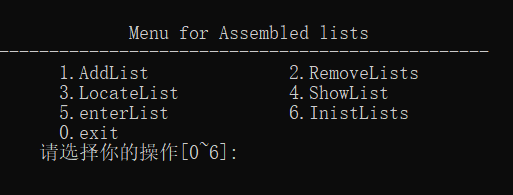 Menu for Assembled lists
--------------------------------------------------
1.AddList 2.RemoveLists
3.LocateList 4.ShowList
5.enterList 6.InistLists
0.exit
请选择你的操作[0~6]: